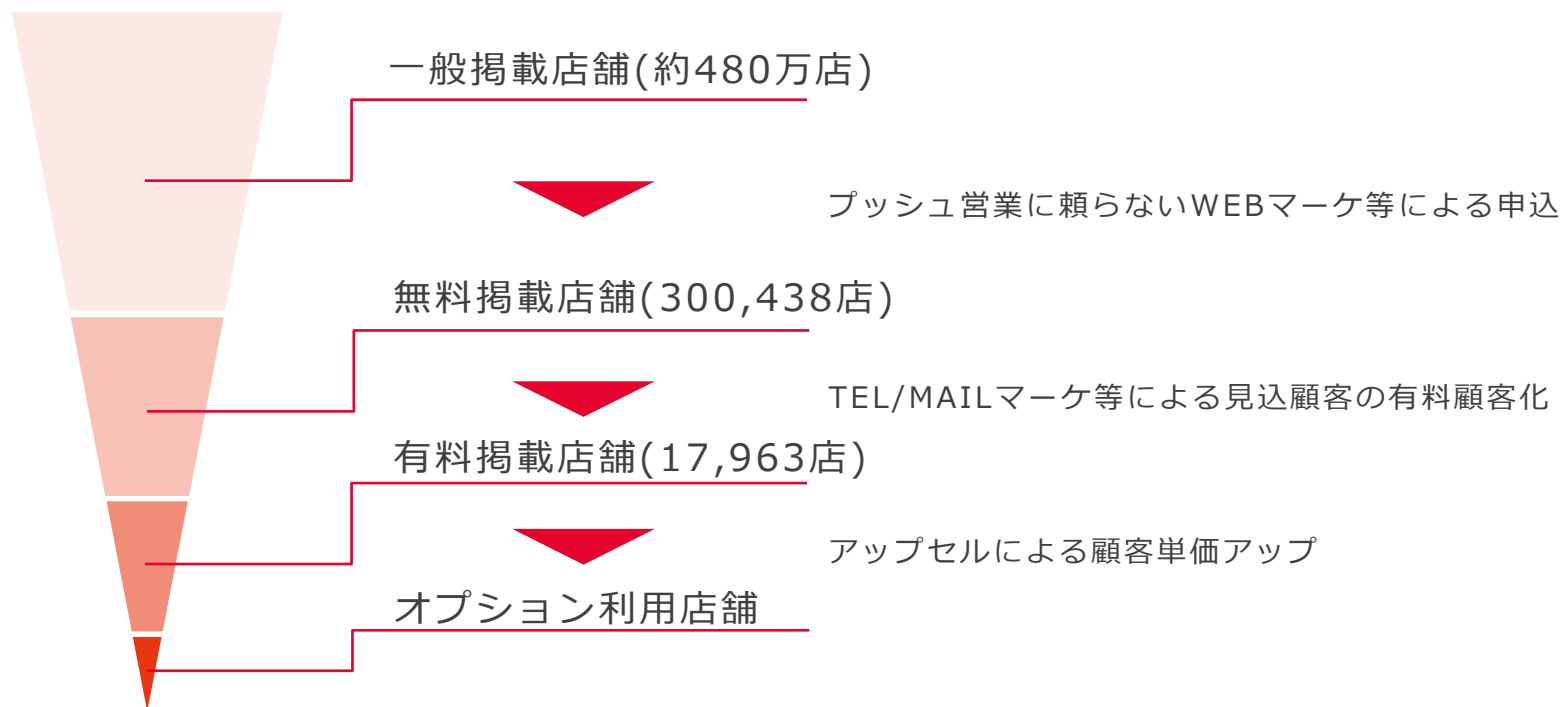 一般掲載店舗(約480万店)
プッシュ営業に頼らないWEBマーケ等による申込
無料掲載店舗(300,438店)
TEL/MAILマーケ等による見込顧客の有料顧客化
有料掲載店舗(17,963店)
アップセルによる顧客単価アップ
オプション利用店舗